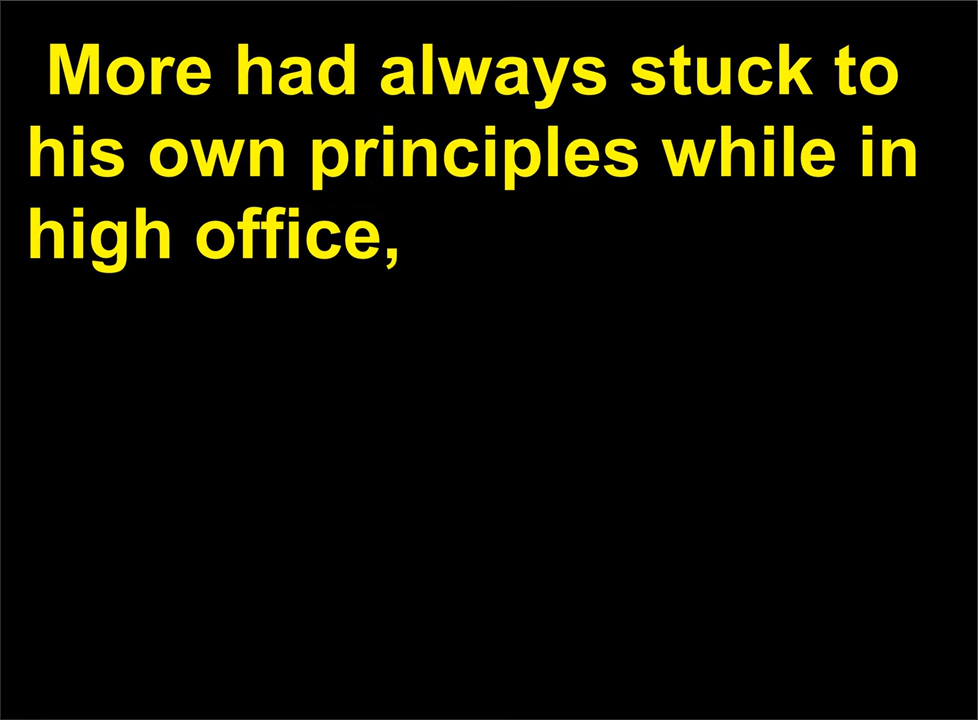 More had always stuck to
his own principles while in
high office,